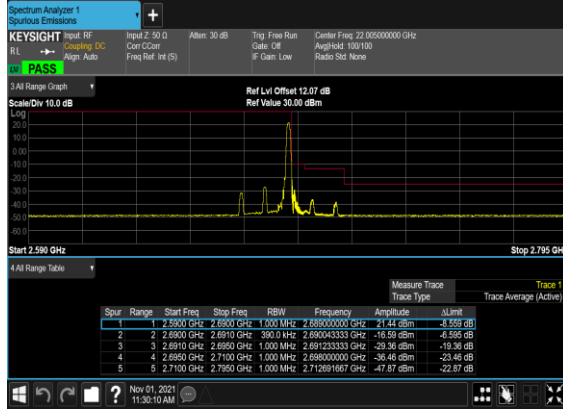 Spectrum Analyzer 1
Spurious Emissions
+
KEYSIGHT Input: RF Input Z: 50 Ω Atten: 30 dB Trig: Free Run Center Freq: 22.005000000 GHz
RL Coupling: DC Corr CCorr Gate: Off Avg|Hold: 100/100
Align: Auto Freq Ref: Int (S) IF Gain: Low Radio Std: None
PASS
3 All Range Graph
Ref Lvl Offset 12.07 dB
Scale/Div 10.0 dB Ref Value 30.00 dBm
Log
20.0
10.0
0.00
-10.0
-20.0
-30.0
-40.0
-50.0
-60.0
Start 2.590 GHz Stop 2.795 GH
4 All Range Table
Measure Trace Trace 1
Trace Type Trace Average (Active)
Spur Range Start Freq Stop Freq RBW Frequency Amplitude ΔLimit
1 1 2.5900 GHz 2.6900 GHz 1.000 MHz 2.689000000 GHz 21.44 dBm -8.559 dB
2 2 2.6900 GHz 2.6910 GHz 390.0 kHz 2.690043333 GHz -16.59 dBm -6.595 dB
3 3 2.6910 GHz 2.6950 GHz 1.000 MHz 2.691233333 GHz -29.36 dBm -19.36 dB
4 4 2.6950 GHz 2.7100 GHz 1.000 MHz 2.698000000 GHz -36.46 dBm -23.46 dB
5 5 2.7100 GHz 2.7950 GHz 1.000 MHz 2.712691667 GHz -47.87 dBm -22.87 dB
? Nov 01, 2021
11:30:10 AM